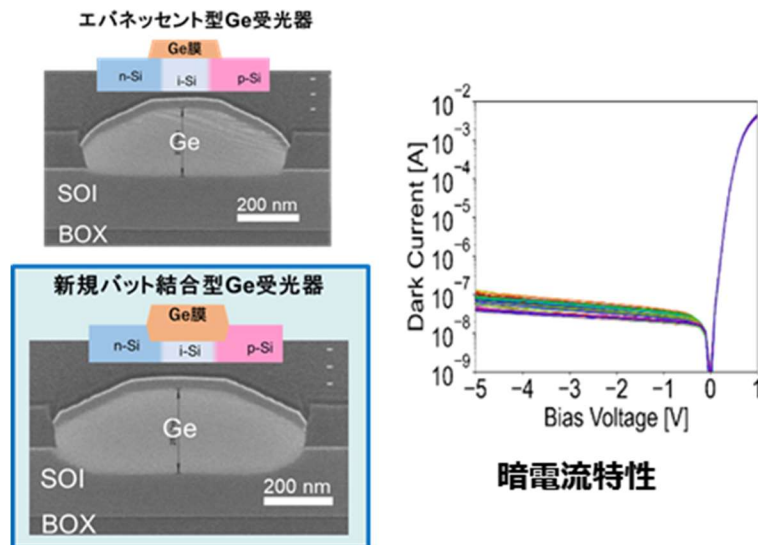 エバネッセント型Ge受光器
Ge膜
n-Si i-Si p-Si
Ge
SOI
200 nm
BOX
新規バット結合型Ge受光器
Ge膜
n-Si i-Si p-Si
Ge
SOI
200 nm
BOX
Dark Current [A]
10⁻²
10⁻³
10⁻⁴
10⁻⁵
10⁻⁶
10⁻⁷
10⁻⁸
10⁻⁹
−5 −4 −3 −2 −1 0 1
Bias Voltage [V]
暗電流特性